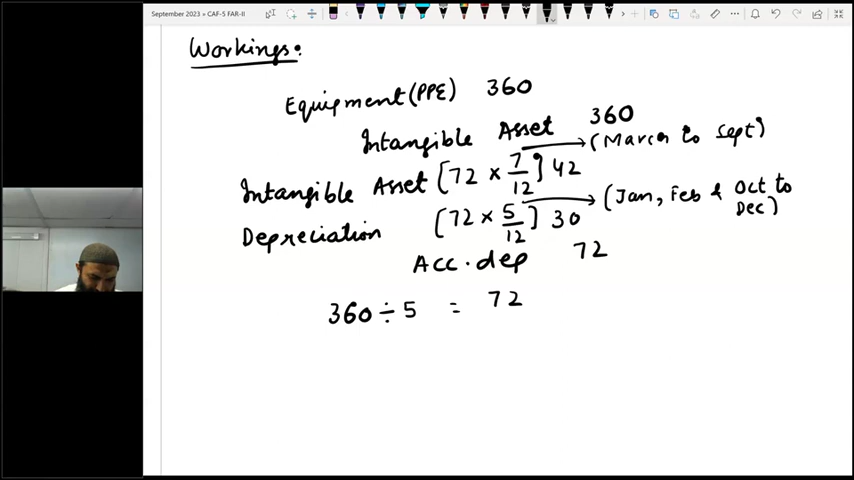 September 2023 » CAF-5 FAR-II
Workings:
Equipment (PPE) 360
Intangible Asset 360
(March to Sept)
Intangible Asset [72 × 7/12] 42
(Jan, Feb & Oct to Dec)
Depreciation [72 × 5/12] 30
Acc. dep 72
360 ÷ 5 = 72